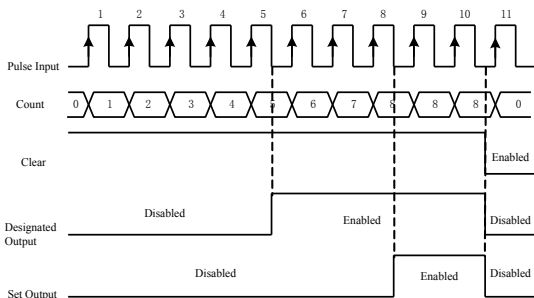 1 2 3 4 5 6 7 8 9 10 11
Pulse Input
Count 0 1 2 3 4 5 6 7 8 8 8 0
Clear Enabled
Designated Output Disabled Enabled Disabled
Set Output Disabled Enabled Disabled